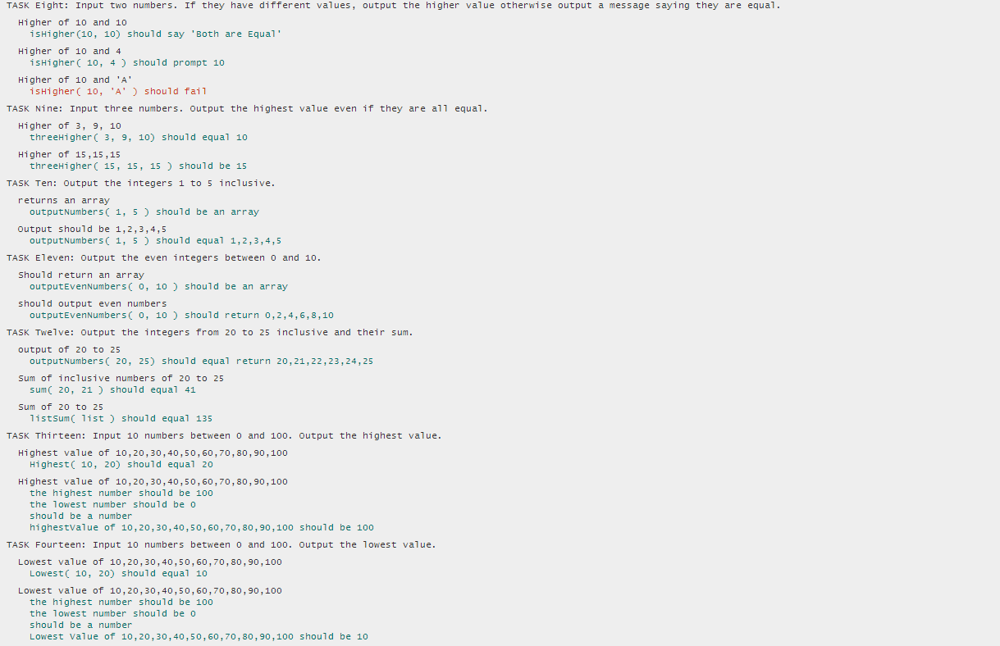 TASK Eight: Input two numbers. If they have different values, output the higher value otherwise output a message saying they are equal.
Higher of 10 and 10
isHigher(10, 10) should say 'Both are Equal'
Higher of 10 and 4
isHigher( 10, 4 ) should prompt 10
Higher of 10 and 'A'
isHigher( 10, 'A' ) should fail
TASK Nine: Input three numbers. Output the highest value even if they are all equal.
Higher of 3, 9, 10
threeHigher( 3, 9, 10) should equal 10
Higher of 15,15,15
threeHigher( 15, 15, 15 ) should be 15
TASK Ten: Output the integers 1 to 5 inclusive.
returns an array
outputNumbers( 1, 5 ) should be an array
Output should be 1,2,3,4,5
outputNumbers( 1, 5 ) should equal 1,2,3,4,5
TASK Eleven: Output the even integers between 0 and 10.
Should return an array
outputEvenNumbers( 0, 10 ) should be an array
should output even numbers
outputEvenNumbers( 0, 10 ) should return 0,2,4,6,8,10
TASK Twelve: Output the integers from 20 to 25 inclusive and their sum.
output of 20 to 25
outputNumbers( 20, 25) should equal return 20,21,22,23,24,25
Sum of inclusive numbers of 20 to 25
sum( 20, 21 ) should equal 41
Sum of 20 to 25
listSum( list ) should equal 135
TASK Thirteen: Input 10 numbers between 0 and 100. Output the highest value.
Highest value of 10,20,30,40,50,60,70,80,90,100
Highest( 10, 20) should equal 20
Highest value of 10,20,30,40,50,60,70,80,90,100
the highest number should be 100
the lowest number should be 0
should be a number
highestValue of 10,20,30,40,50,60,70,80,90,100 should be 100
TASK Fourteen: Input 10 numbers between 0 and 100. Output the lowest value.
Lowest value of 10,20,30,40,50,60,70,80,90,100
Lowest( 10, 20) should equal 10
Lowest value of 10,20,30,40,50,60,70,80,90,100
the highest number should be 100
the lowest number should be 0
should be a number
Lowest Value of 10,20,30,40,50,60,70,80,90,100 should be 10